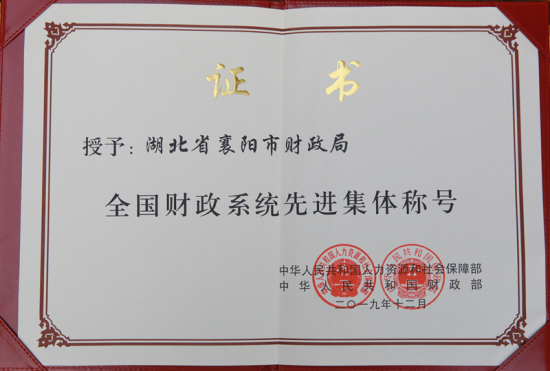 证 书
授予：湖北省襄阳市财政局
全国财政系统先进集体称号
中华人民共和国人力资源和社会保障部
中华人民共和国财政部
二〇一九年十二月